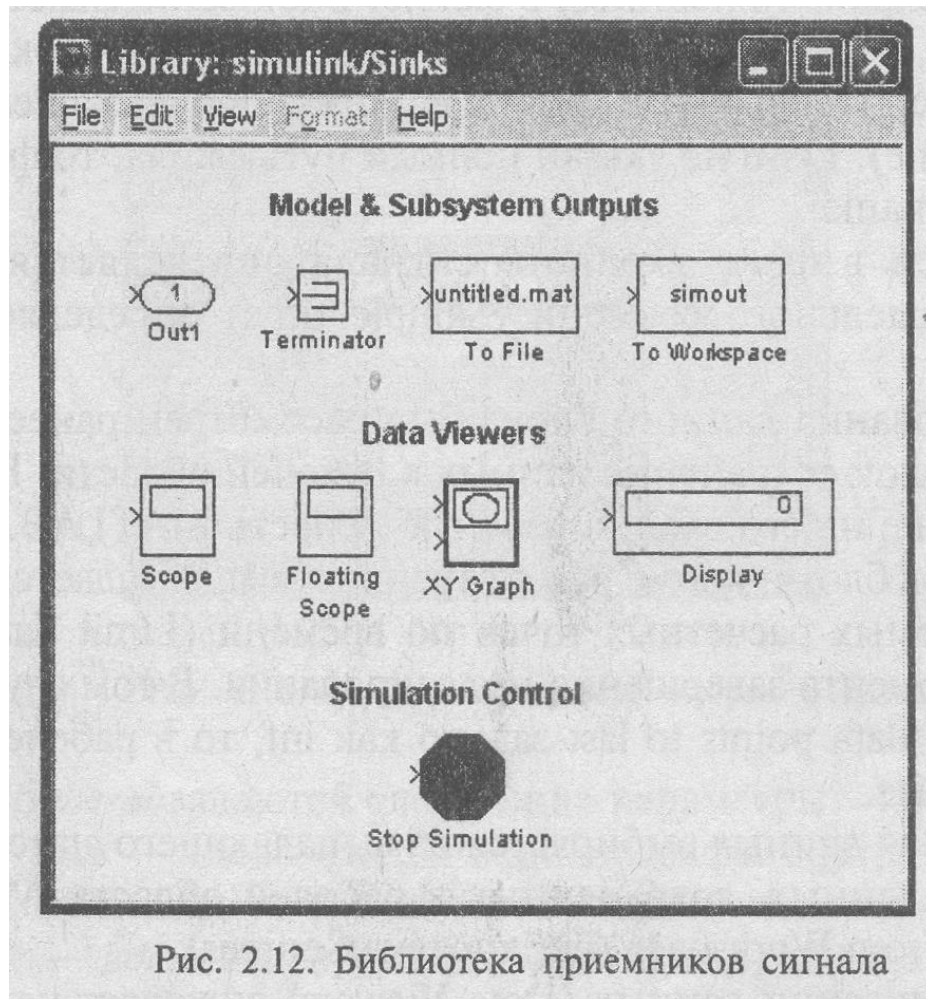 Library: simulink/Sinks
File Edit View Format Help
Model & Subsystem Outputs
1
Out1
Terminator
untitled.mat
To File
simout
To Workspace
Data Viewers
Scope
Floating
Scope
XY Graph
0
Display
Simulation Control
Stop Simulation
Рис. 2.12. Библиотека приемников сигнала